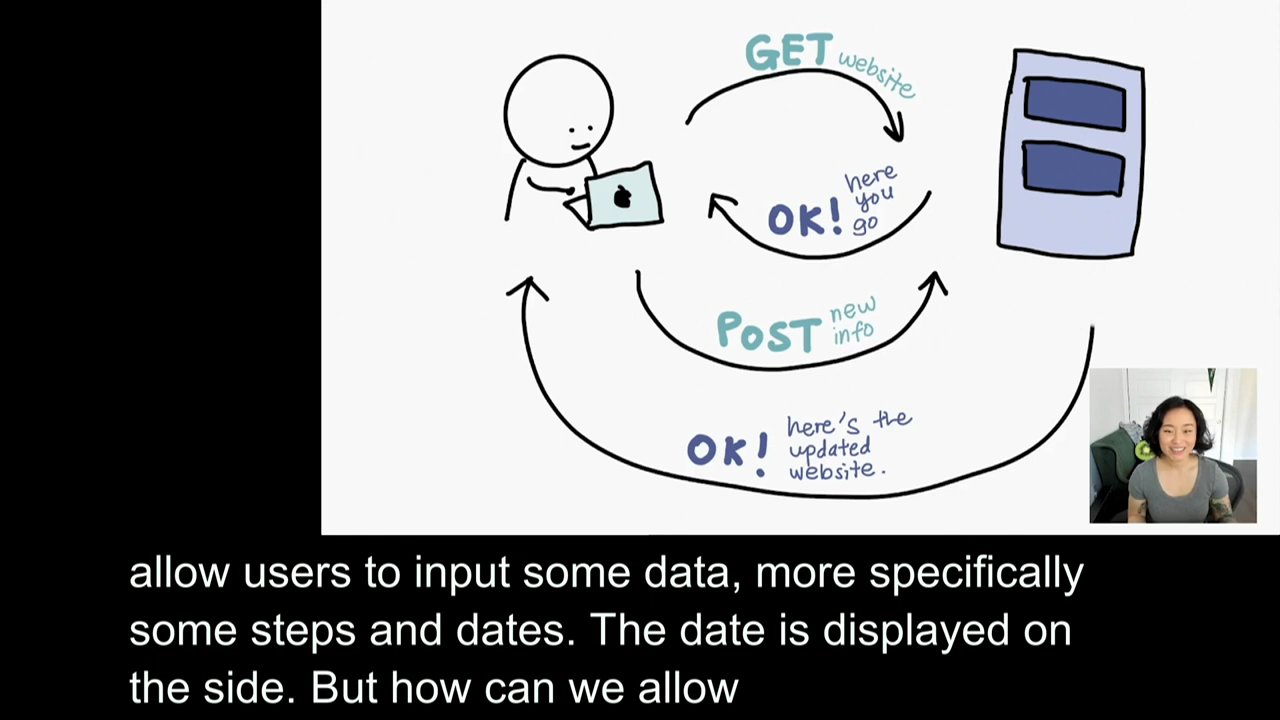 GET website
OK! here
you
go
POST new
info
OK! here's the
updated
website.
allow users to input some data, more specifically
some steps and dates. The date is displayed on
the side. But how can we allow